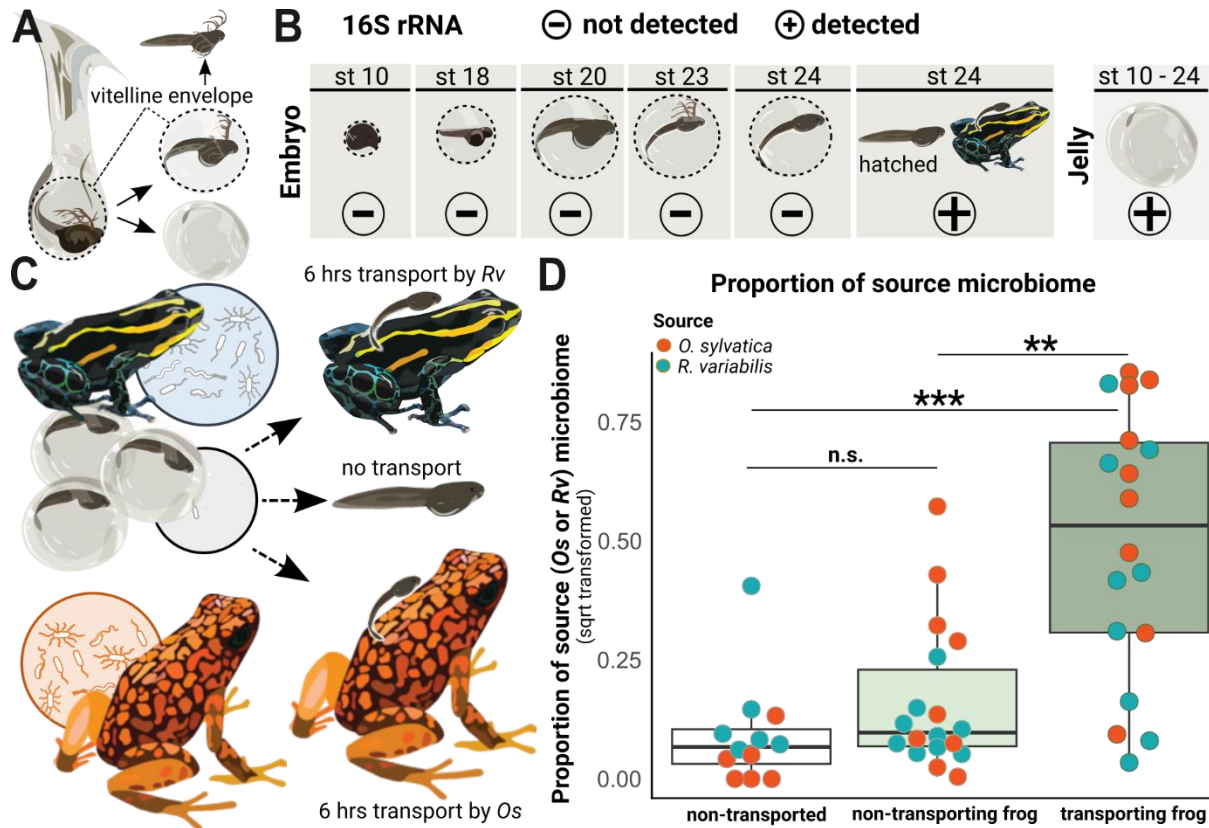 A
vitelline envelope
B
16S rRNA
not detected
detected
Embryo
st 10
st 18
st 20
st 23
st 24
st 24
hatched
Jelly
st 10 - 24
C
6 hrs transport by Rv
no transport
6 hrs transport by Os
D
Proportion of source microbiome
Source
O. sylvatica
R. variabilis
Proportion of source (Os or Rv) microbiome
(sqrt transformed)
0.75
0.50
0.25
0.00
**
***
n.s.
non-transported
non-transporting frog
transporting frog